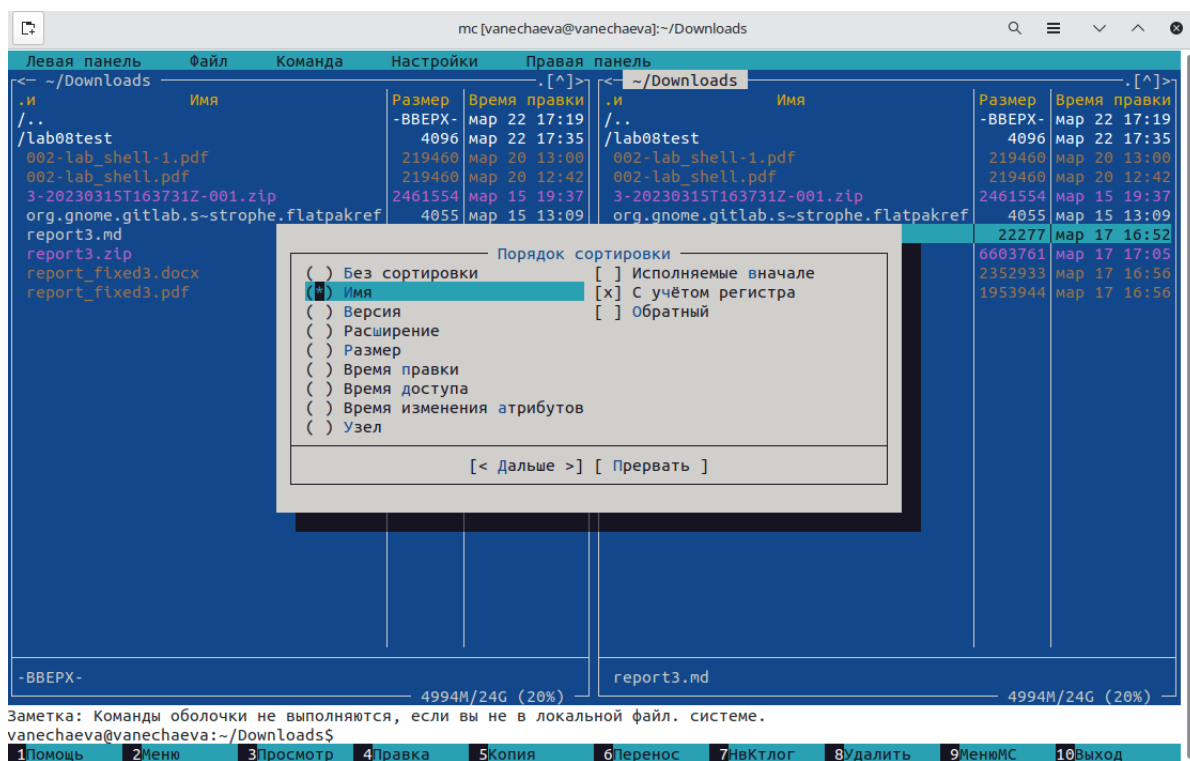 mc [vanechaeva@vanechaeva]:~/Downloads
Левая панель Файл Команда Настройки Правая панель
<— ~/Downloads .[^]> <— ~/Downloads .[^]>
.и Имя Размер Время правки .и Имя Размер Время правки
/.. -ВВЕРХ- мар 22 17:19 /.. -ВВЕРХ- мар 22 17:19
/lab08test 4096 мар 22 17:35 /lab08test 4096 мар 22 17:35
002-lab_shell-1.pdf 219460 мар 20 13:00 002-lab_shell-1.pdf 219460 мар 20 13:00
002-lab_shell.pdf 219460 мар 20 12:42 002-lab_shell.pdf 219460 мар 20 12:42
3-20230315T163731Z-001.zip 2461554 мар 15 19:37 3-20230315T163731Z-001.zip 2461554 мар 15 19:37
org.gnome.gitlab.s~strophe.flatpakref 4055 мар 15 13:09 org.gnome.gitlab.s~strophe.flatpakref 4055 мар 15 13:09
report3.md 22277 мар 17 16:52
report3.zip Порядок сортировки 6603761 мар 17 17:05
report_fixed3.docx ( ) Без сортировки [ ] Исполняемые вначале 2352933 мар 17 16:56
report_fixed3.pdf (*) Имя [x] С учётом регистра 1953944 мар 17 16:56
( ) Версия [ ] Обратный
( ) Расширение
( ) Размер
( ) Время правки
( ) Время доступа
( ) Время изменения атрибутов
( ) Узел
[< Дальше >] [ Прервать ]
-ВВЕРХ- report3.md
4994M/24G (20%) 4994M/24G (20%)
Заметка: Команды оболочки не выполняются, если вы не в локальной файл. системе.
vanechaeva@vanechaeva:~/Downloads$
1Помощь 2Меню 3Просмотр 4Правка 5Копия 6Перенос 7НвКтлог 8Удалить 9МенюMC 10Выход